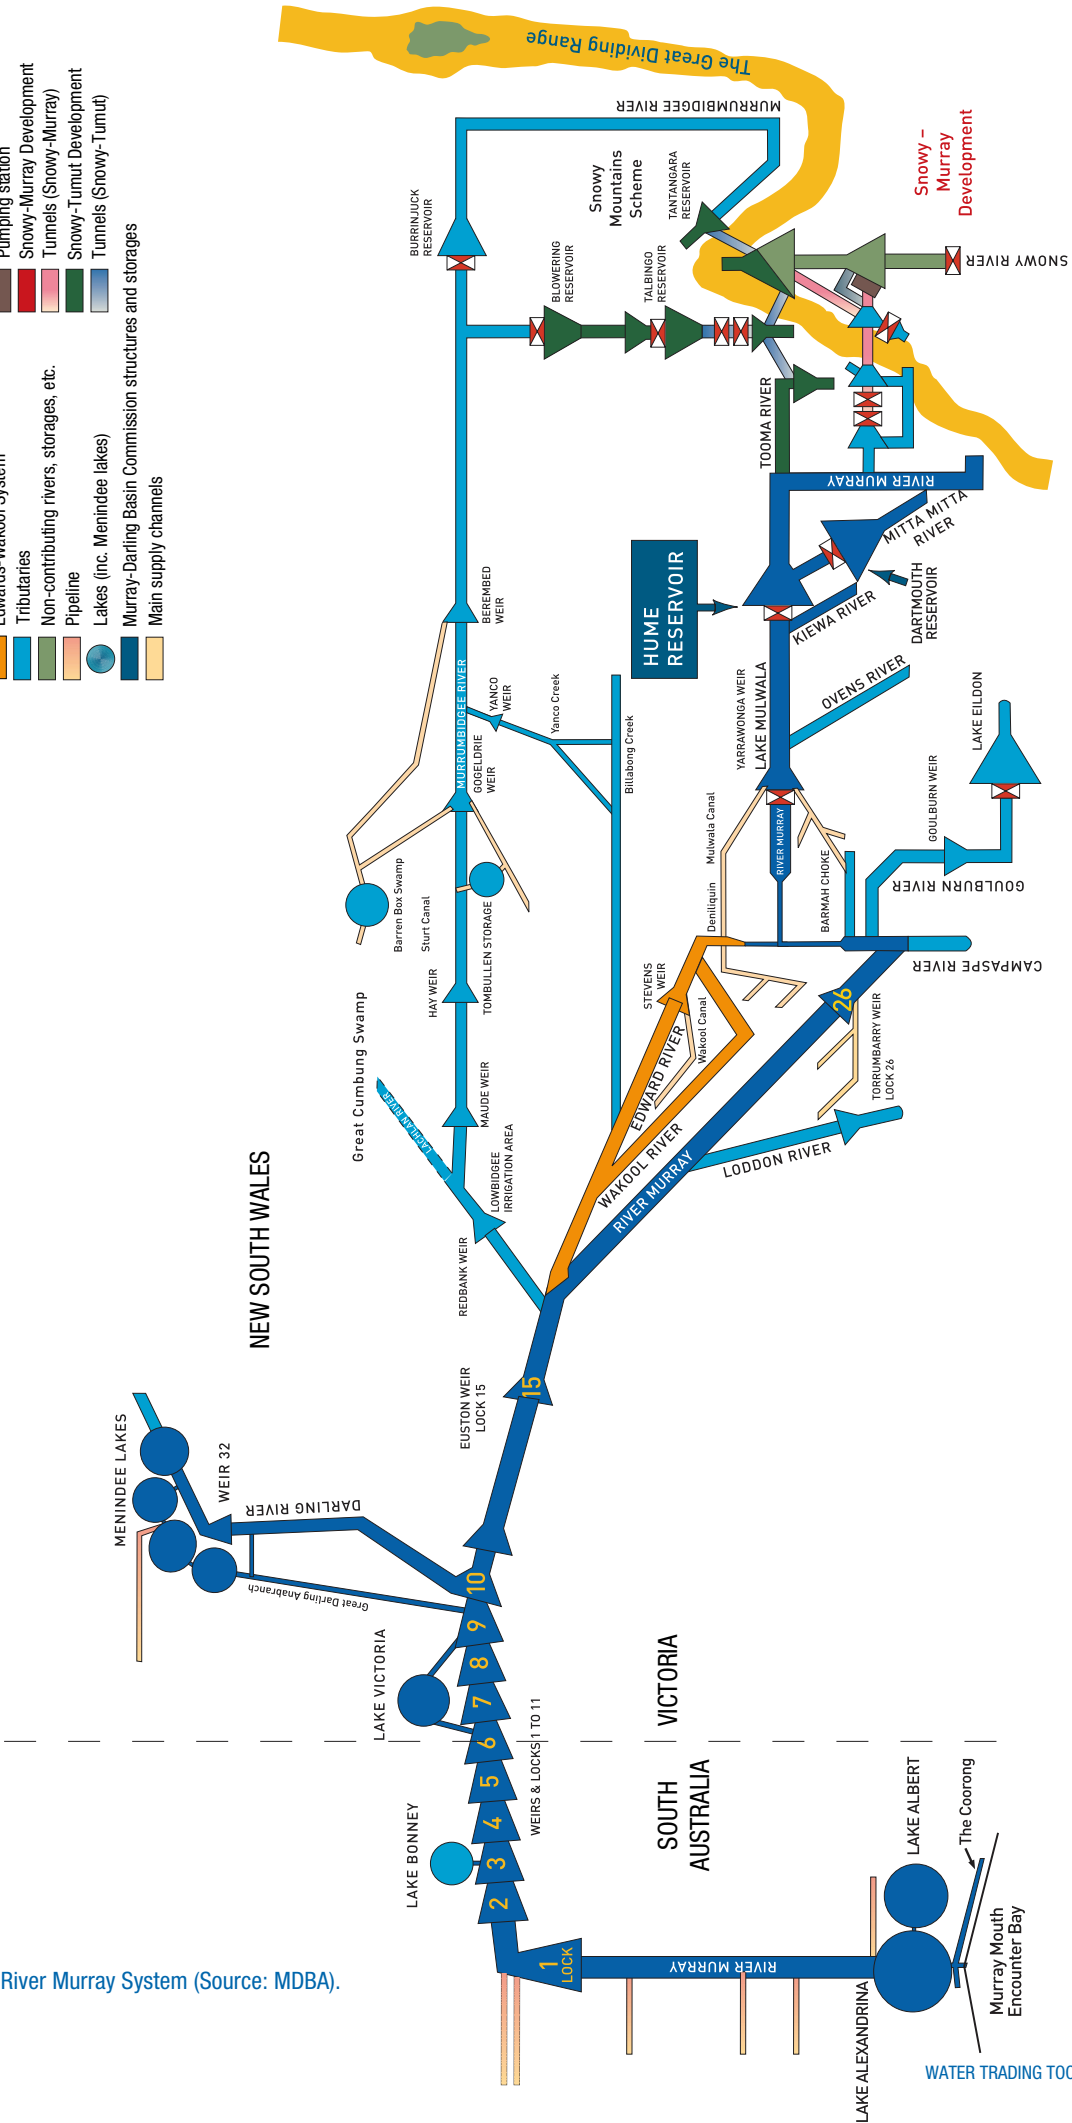 Pumping station
Snowy-Murray Development
Tunnels (Snowy-Murray)
Snowy-Tumut Development
Tunnels (Snowy-Tumut)
Edwards-Wakool System
Tributaries
Non-contributing rivers, storages, etc.
Pipeline
Lakes (inc. Menindee lakes)
Murray-Darling Basin Commission structures and storages
Main supply channels
The Great Dividing Range
MURRUMBIDGEE RIVER
BURRINJUCK
RESERVOIR
Snowy
Mountains
Scheme
TANTANGARA
RESERVOIR
Snowy –
Murray
Development
BLOWERING
RESERVOIR
TALBINGO
RESERVOIR
SNOWY RIVER
TOOMA RIVER
RIVER MURRAY
MITTA MITTA
RIVER
DARTMOUTH
RESERVOIR
HUME
RESERVOIR
KIEWA RIVER
BEREMBED
WEIR
MURRUMBIDGEE RIVER
YANCO
WEIR
GOGELDRIE
WEIR
Yanco Creek
Billabong Creek
YARRAWONGA WEIR
LAKE MULWALA
OVENS RIVER
LAKE EILDON
GOULBURN WEIR
GOULBURN RIVER
Mulwala Canal
RIVER MURRAY
BARMAH CHOKE
Deniliquin
CAMPASPE RIVER
Barren Box Swamp
Sturt Canal
TOMBULLEN STORAGE
HAY WEIR
STEVENS
WEIR
Wakool Canal
EDWARD RIVER
26
TORRUMBARRY WEIR
LOCK 26
Great Cumbung Swamp
LACHLAN RIVER
MAUDE WEIR
LOWBIDGEE
IRRIGATION AREA
REDBANK WEIR
WAKOOL RIVER
RIVER MURRAY
LODDON RIVER
NEW SOUTH WALES
EUSTON WEIR
LOCK 15
15
MENINDEE LAKES
WEIR 32
DARLING RIVER
Great Darling Anabranch
10
9
8
7
6
5
4
3
2
1
LOCK
LAKE VICTORIA
WEIRS & LOCKS 1 TO 11
VICTORIA
SOUTH
AUSTRALIA
LAKE BONNEY
RIVER MURRAY
LAKE ALBERT
The Coorong
LAKE ALEXANDRINA
Murray Mouth
Encounter Bay
River Murray System (Source: MDBA).
WATER TRADING TOO